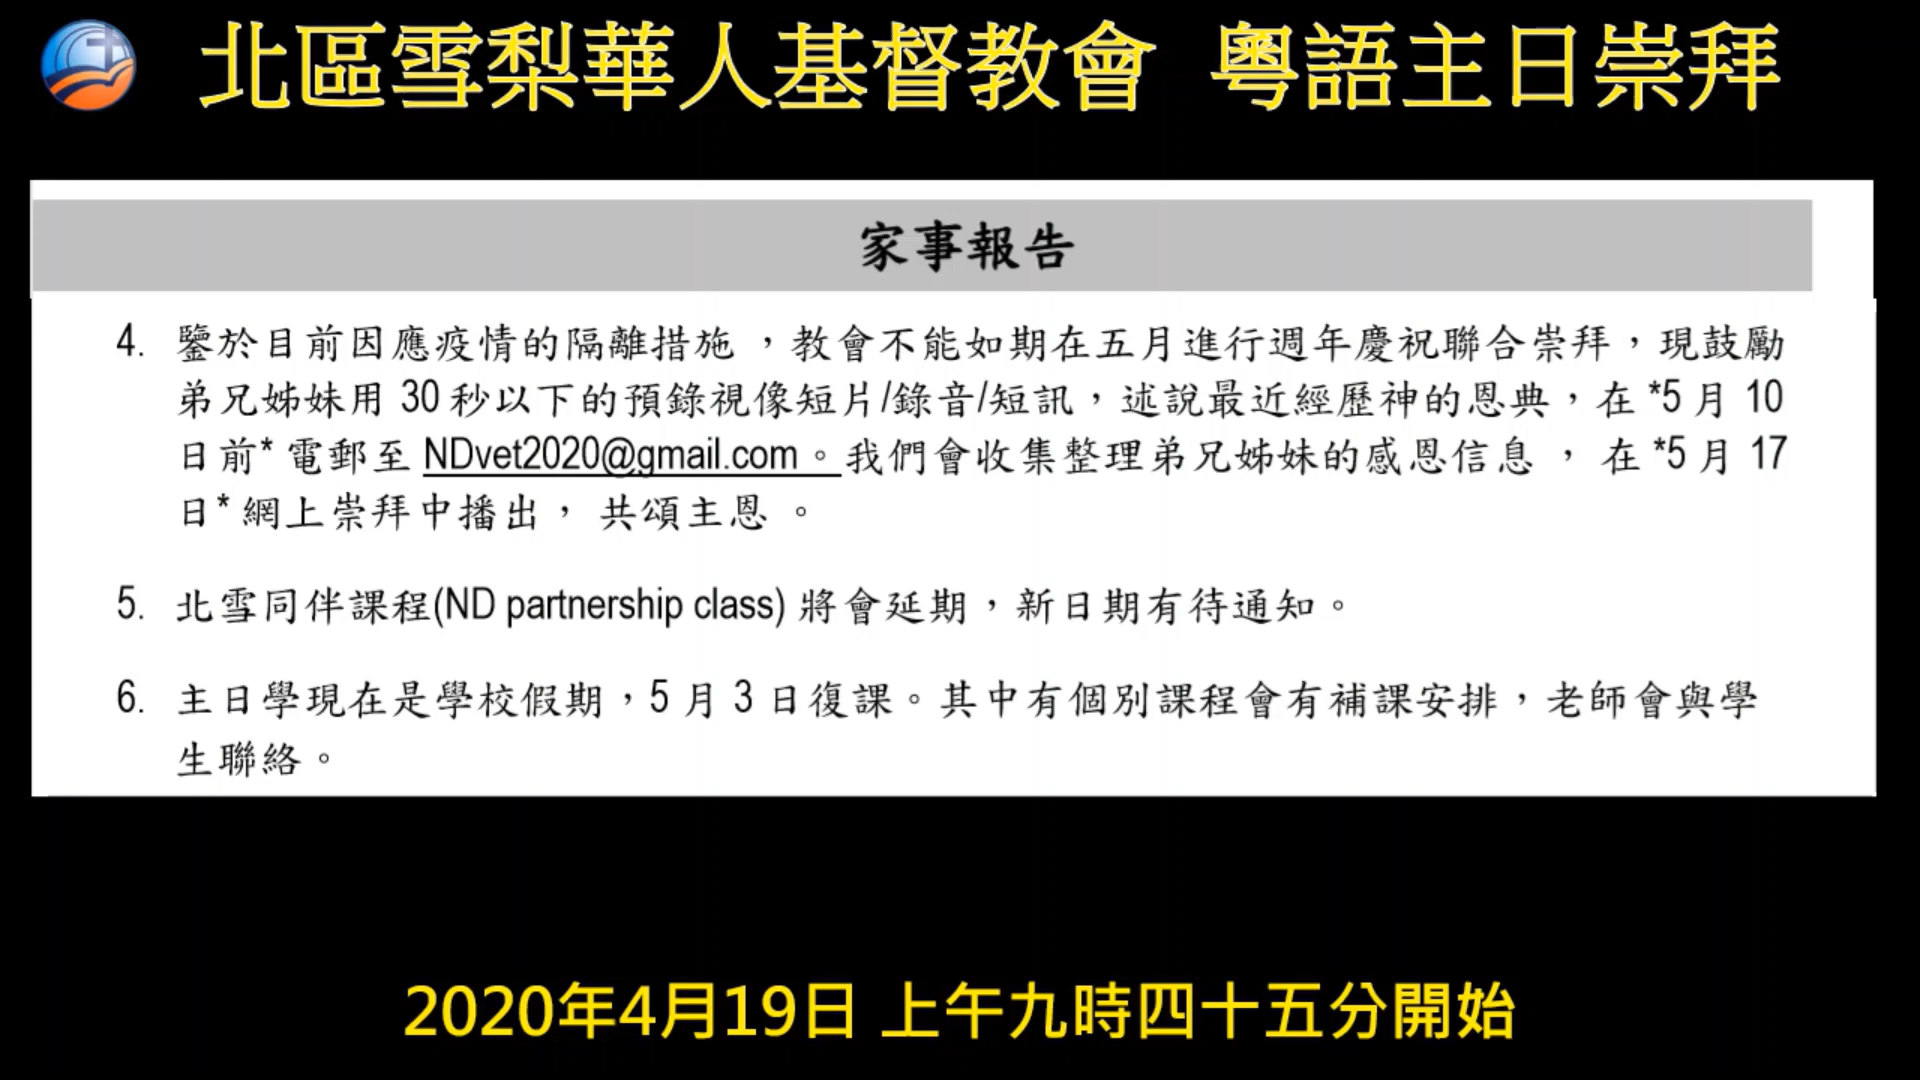 北區雪梨華人基督教會 粵語主日崇拜
家事報告
4. 鑒於目前因應疫情的隔離措施 ，教會不能如期在五月進行週年慶祝聯合崇拜，現鼓勵
弟兄姊妹用 30 秒以下的預錄視像短片/錄音/短訊，述說最近經歷神的恩典，在 *5 月 10
日前* 電郵至 NDvet2020@gmail.com。我們會收集整理弟兄姊妹的感恩信息 ， 在 *5 月 17
日* 網上崇拜中播出， 共頌主恩 。
5. 北雪同伴課程(ND partnership class) 將會延期，新日期有待通知。
6. 主日學現在是學校假期，5 月 3 日復課。其中有個別課程會有補課安排，老師會與學
生聯絡。
2020年4月19日 上午九時四十五分開始